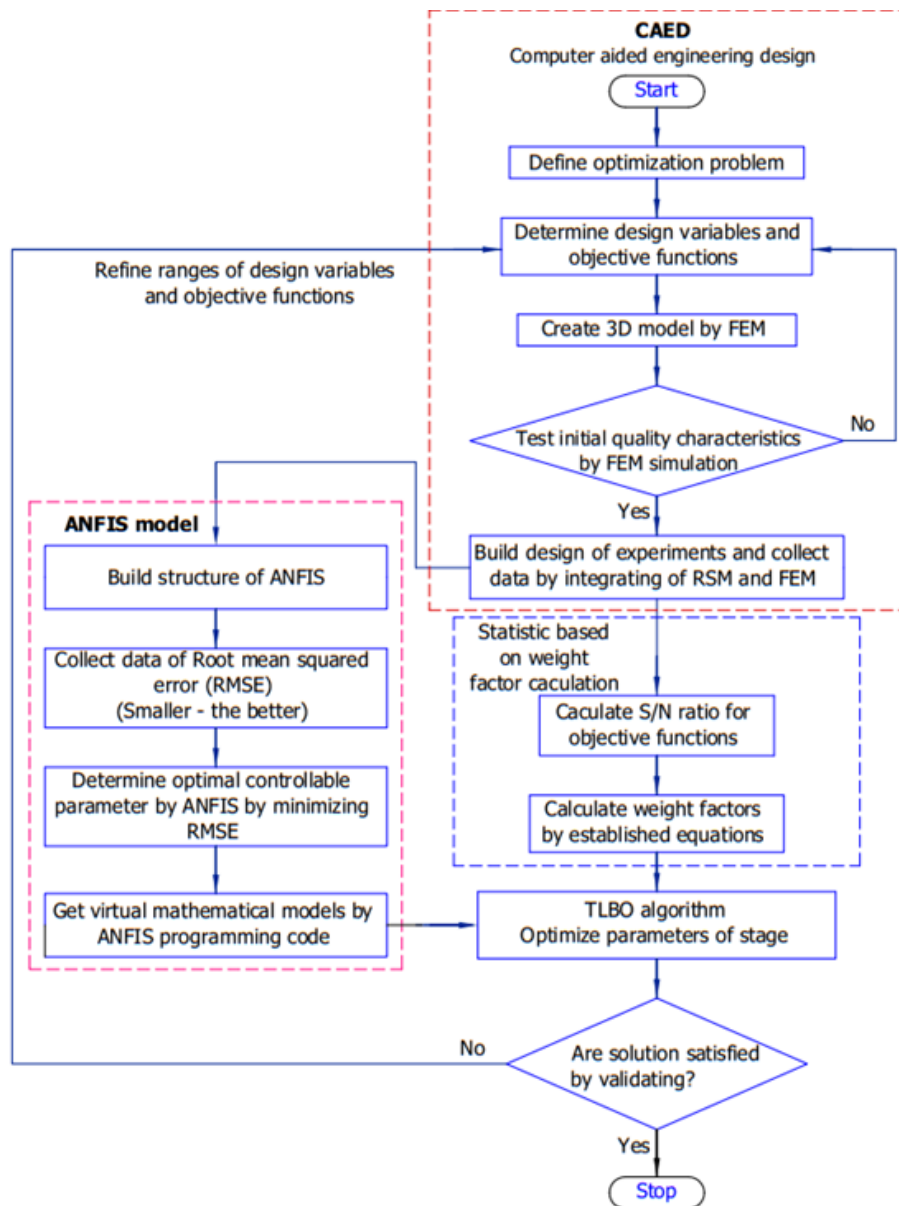 CAED
Computer aided engineering design
Start
Define optimization problem
Determine design variables and
objective functions
Refine ranges of design variables
and objective functions
Create 3D model by FEM
Test initial quality characteristics
by FEM simulation
No
Yes
Build design of experiments and collect
data by integrating of RSM and FEM
ANFIS model
Build structure of ANFIS
Collect data of Root mean squared
error (RMSE)
(Smaller - the better)
Determine optimal controllable
parameter by ANFIS by minimizing
RMSE
Get virtual mathematical models by
ANFIS programming code
Statistic based
on weight
factor caculation
Caculate S/N ratio for
objective functions
Calculate weight factors
by established equations
TLBO algorithm
Optimize parameters of stage
Are solution satisfied
by validating?
No
Yes
Stop